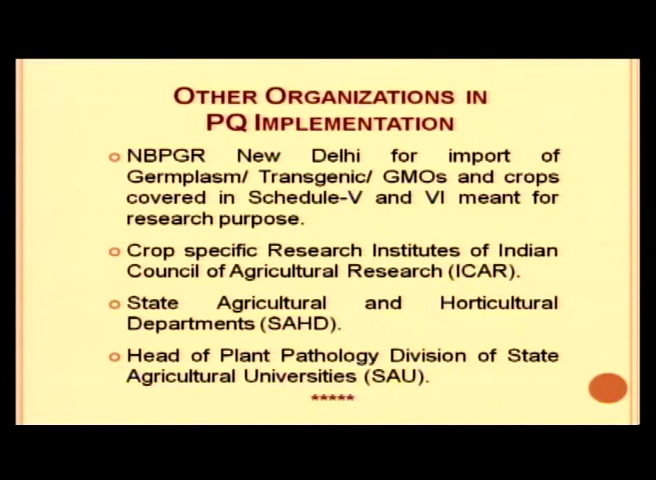 OTHER ORGANIZATIONS IN
PQ IMPLEMENTATION
NBPGR New Delhi for import of
Germplasm/ Transgenic/ GMOs and crops
covered in Schedule-V and VI meant for
research purpose.
Crop specific Research Institutes of Indian
Council of Agricultural Research (ICAR).
State Agricultural and Horticultural
Departments (SAHD).
Head of Plant Pathology Division of State
Agricultural Universities (SAU).
*****